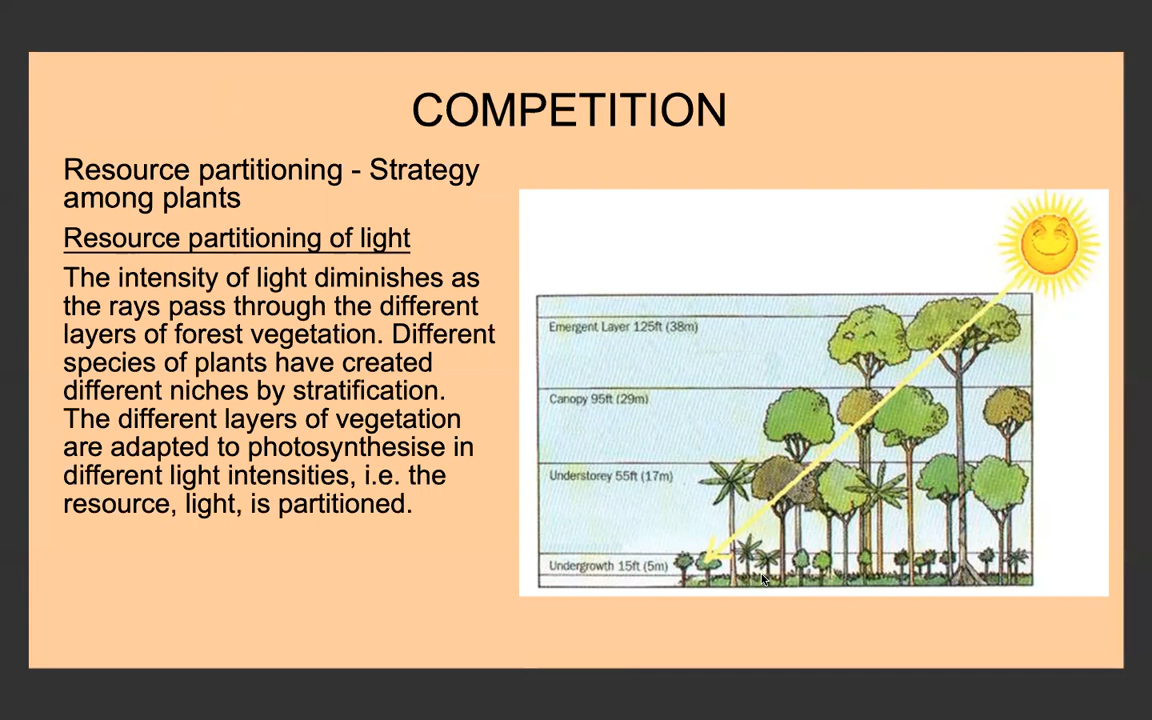 COMPETITION
Resource partitioning - Strategy
among plants
Resource partitioning of light
The intensity of light diminishes as
the rays pass through the different
layers of forest vegetation. Different
species of plants have created
different niches by stratification.
The different layers of vegetation
are adapted to photosynthesise in
different light intensities, i.e. the
resource, light, is partitioned.
Emergent Layer 125ft (38m)
Canopy 95ft (29m)
Understorey 55ft (17m)
Undergrowth 15ft (5m)